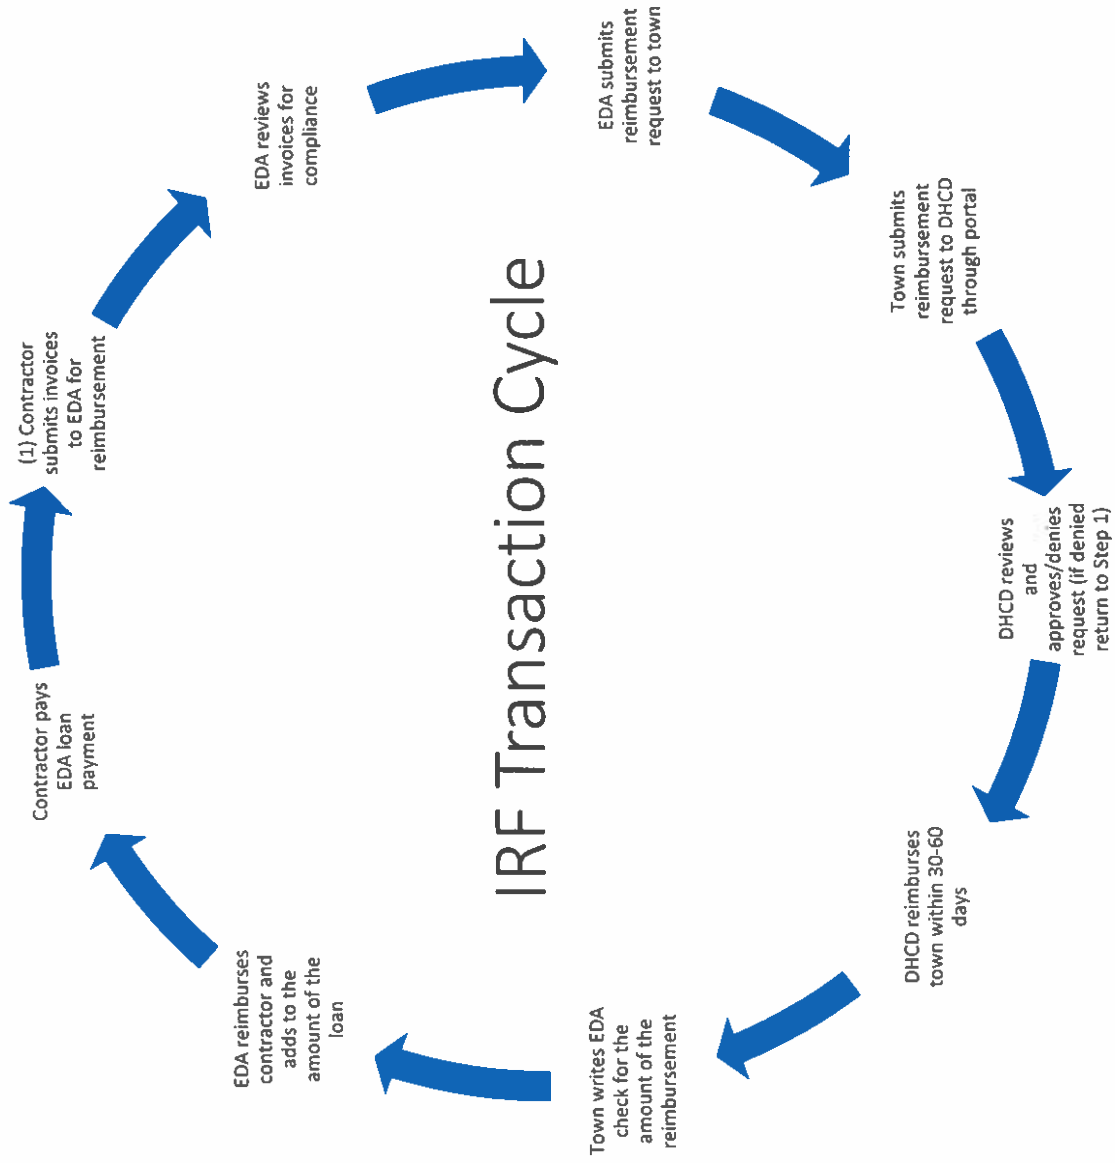 IRF Transaction Cycle
(1) Contractor
submits invoices
to EDA for
reimbursement
EDA reviews
invoices for
compliance
EDA submits
reimbursement
request to town
Town submits
reimbursement
request to DHCD
through portal
DHCD reviews
and
approves/denies
request (if denied
return to Step 1)
DHCD reimburses
town within 30-60
days
Town writes EDA
check for the
amount of the
reimbursement
EDA reimburses
contractor and
adds to the
amount of the
loan
Contractor pays
EDA loan
payment